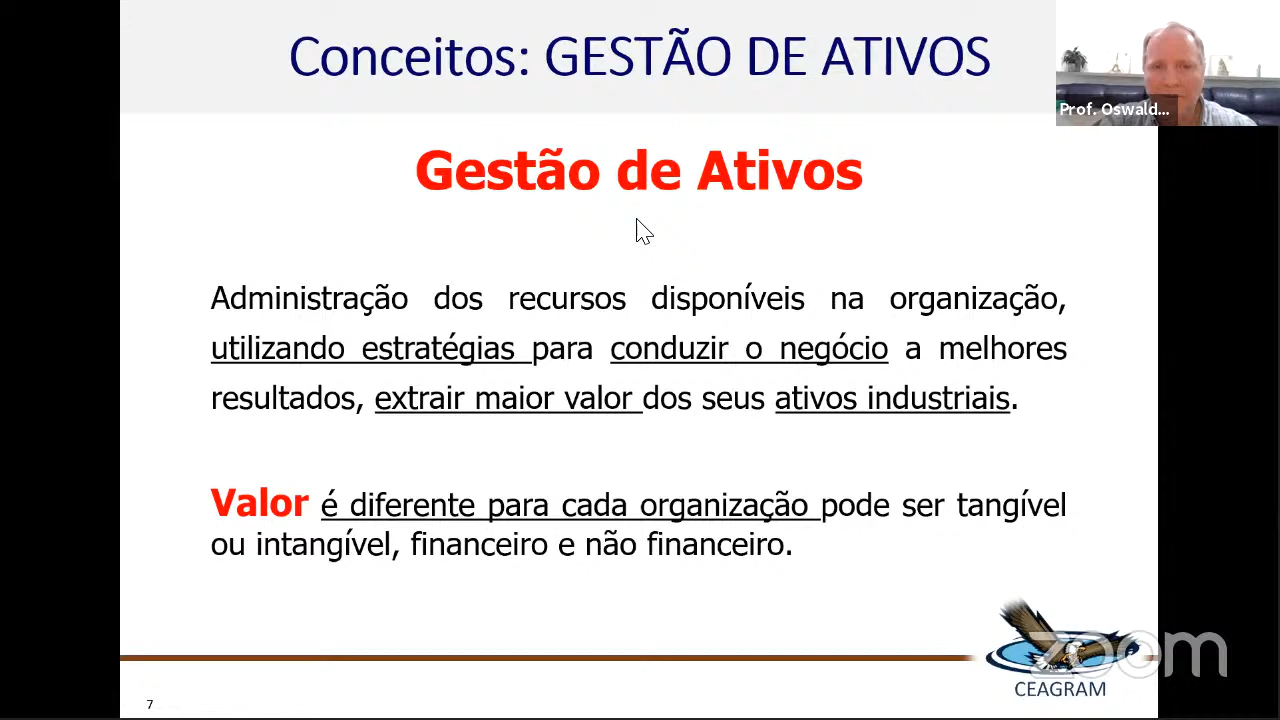 Conceitos: GESTÃO DE ATIVOS
Prof. Oswald...
Gestão de Ativos
Administração dos recursos disponíveis na organização,
utilizando estratégias para conduzir o negócio a melhores
resultados, extrair maior valor dos seus ativos industriais.
Valor é diferente para cada organização pode ser tangível
ou intangível, financeiro e não financeiro.
zoom
CEAGRAM
7